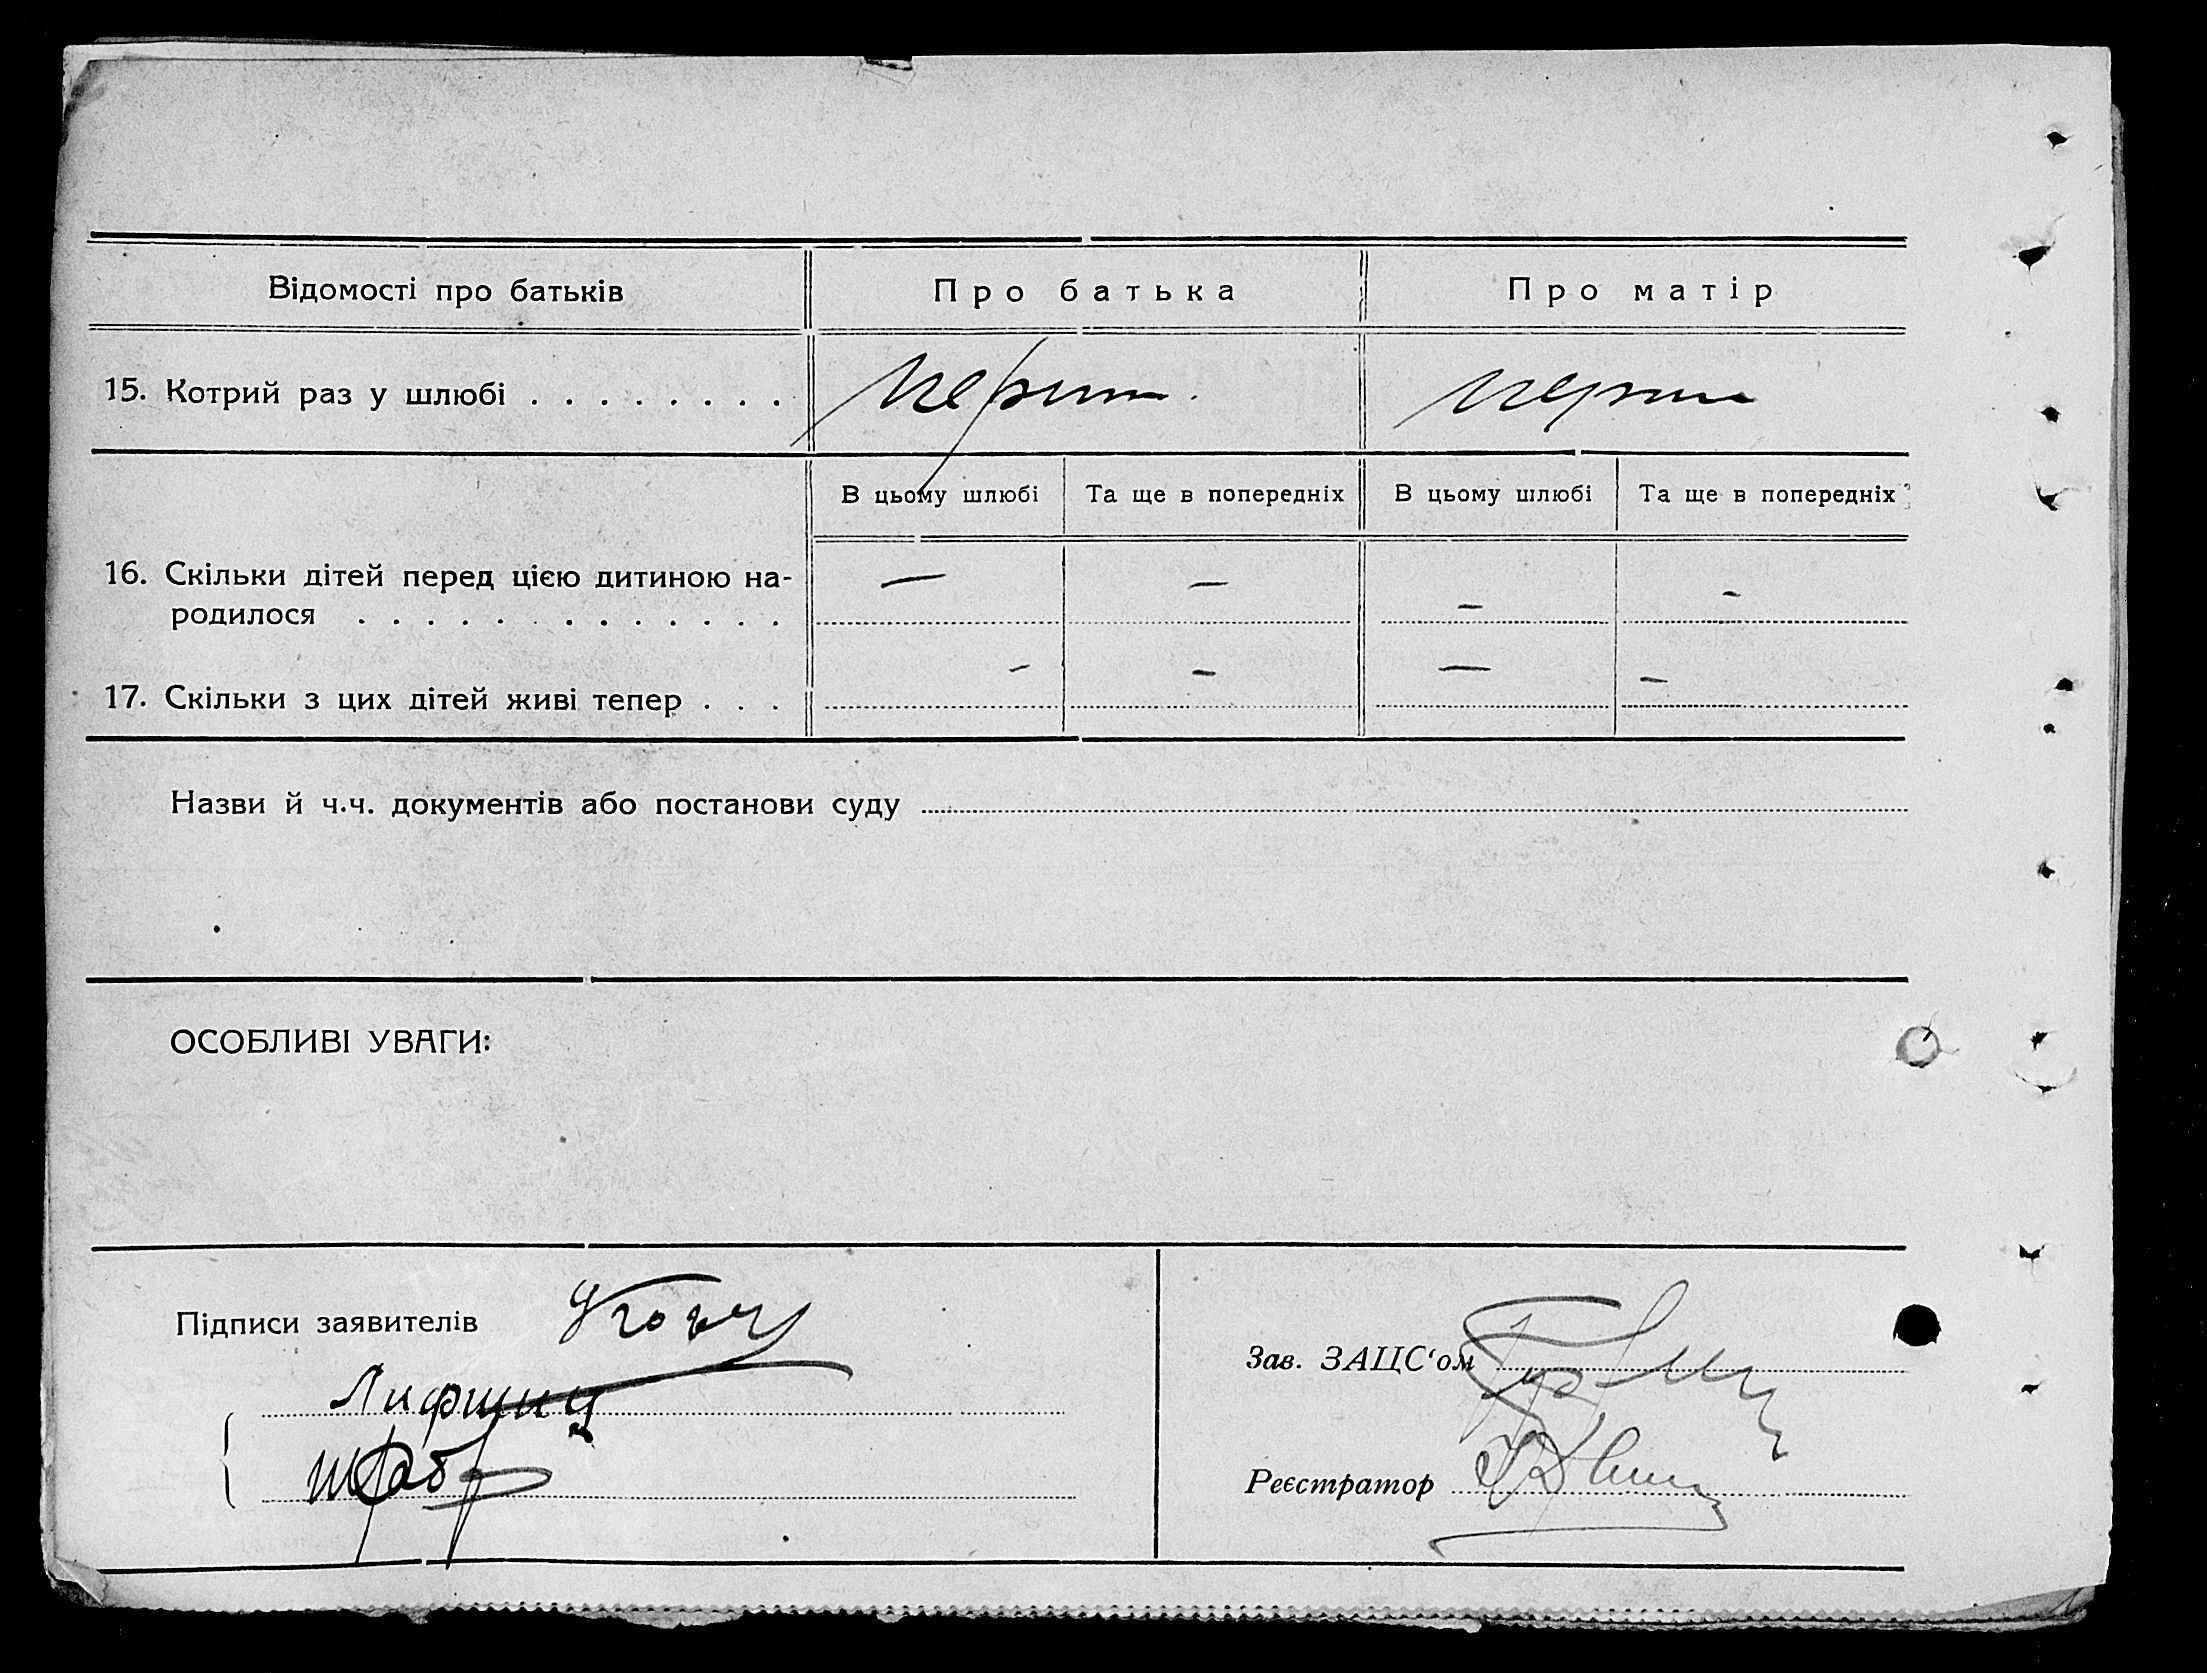 Відомості про батьків
Про батька
Про матір
15. Котрий раз у шлюбі . . . . . . . .
перший
перший
В цьому шлюбі
Та ще в попередніх
В цьому шлюбі
Та ще в попередніх
16. Скільки дітей перед цією дитиною на-
родилося . . . . . . . . . . . . .
— — — —
17. Скільки з цих дітей живі тепер . . .
— — — —
Назви й ч.ч. документів або постанови суду
ОСОБЛИВІ УВАГИ:
Підписи заявителів
Лифшиц
Зав. ЗАЦС‘ом
Реєстратор